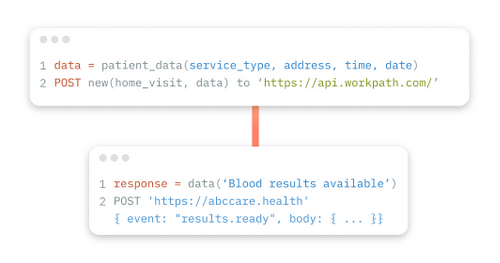 1 data = patient_data(service_type, address, time, date)
2 POST new(home_visit, data) to ‘https://api.workpath.com/’
1 response = data(‘Blood results available’)
2 POST 'https://abccare.health'
{ event: "results.ready", body: { ... }}